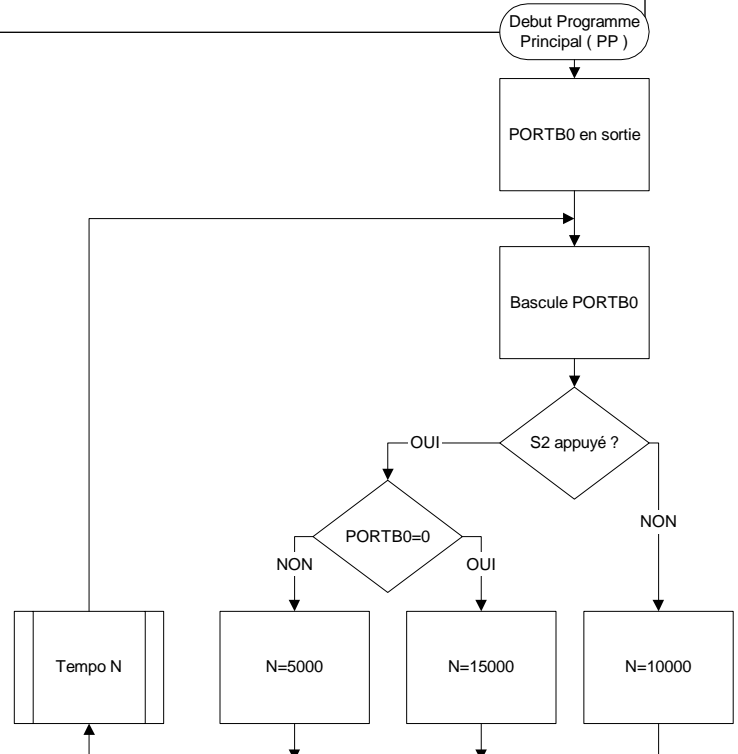 Debut Programme
Principal ( PP )
PORTB0 en sortie
Bascule PORTB0
S2 appuyé ?
OUI
NON
PORTB0=0
NON
OUI
Tempo N
N=5000
N=15000
N=10000